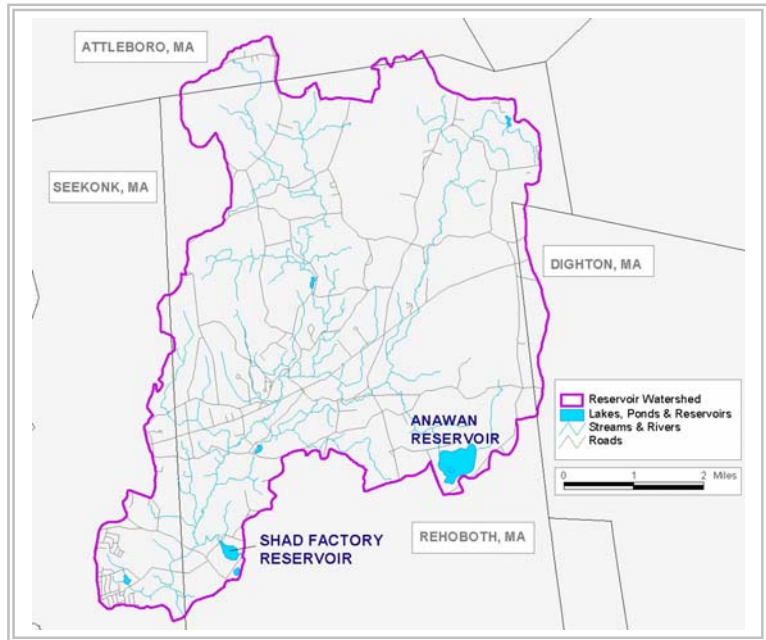 ATTLEBORO, MA
SEEKONK, MA
DIGHTON, MA
Reservoir Watershed
Lakes, Ponds & Reservoirs
Streams & Rivers
Roads
0 1 2 Miles
ANAWAN
RESERVOIR
REHOBOTH, MA
SHAD FACTORY
RESERVOIR